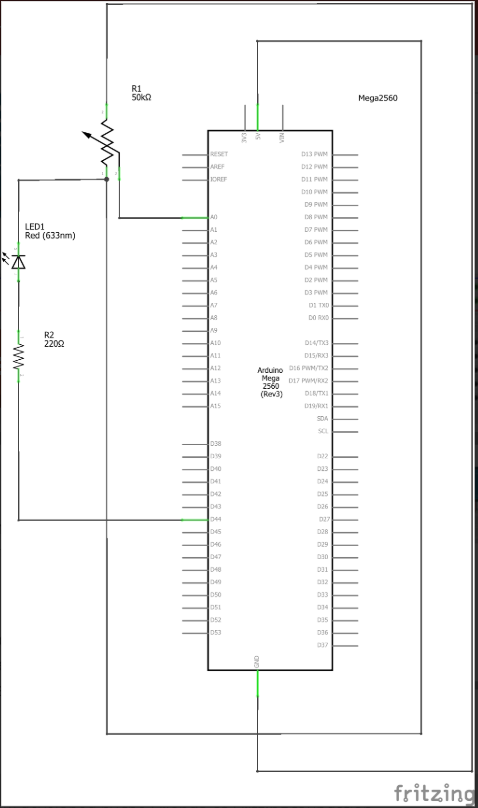 R1
50kΩ
Mega2560
3V3
5V
VIN
RESET
AREF
IOREF
A0
A1
A2
A3
A4
A5
A6
A7
A8
A9
A10
A11
A12
A13
A14
A15
D38
D39
D40
D41
D42
D43
D44
D45
D46
D47
D48
D49
D50
D51
D52
D53
D13 PWM
D12 PWM
D11 PWM
D10 PWM
D9 PWM
D8 PWM
D7 PWM
D6 PWM
D5 PWM
D4 PWM
D3 PWM
D2 PWM
D1 TX0
D0 RX0
D14/TX3
D15/RX3
D16 PWM/TX2
D17 PWM/RX2
D18/TX1
D19/RX1
SDA
SCL
D22
D23
D24
D25
D26
D27
D28
D29
D30
D31
D32
D33
D34
D35
D36
D37
Arduino
Mega
2560
(Rev3)
GND
LED1
Red (633nm)
R2
220Ω
fritzing